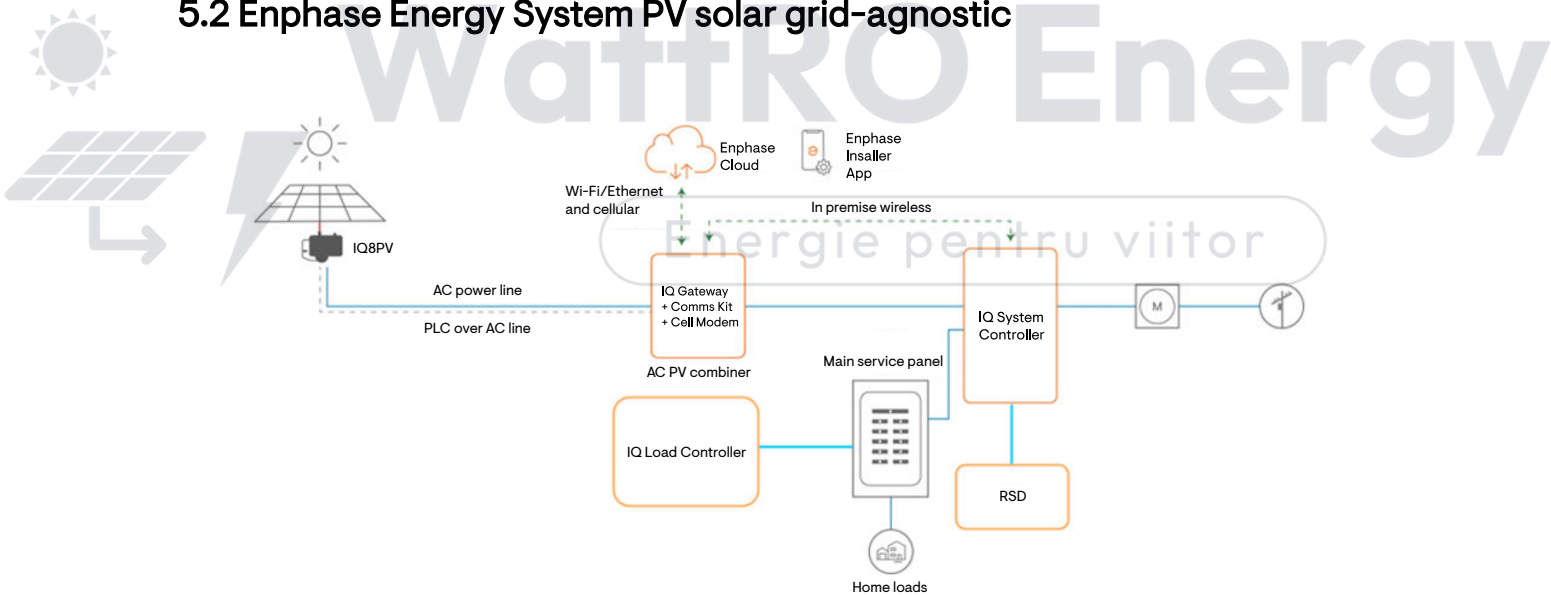 5.2 Enphase Energy System PV solar grid-agnostic
WattRO Energy
Energie pentru viitor
Enphase
Cloud
e
Enphase
Insaller
App
Wi-Fi/Ethernet
and cellular
In premise wireless
IQ8PV
AC power line
PLC over AC line
IQ Gateway
+ Comms Kit
+ Cell Modem
AC PV combiner
IQ System
Controller
M
Main service panel
IQ Load Controller
RSD
Home loads